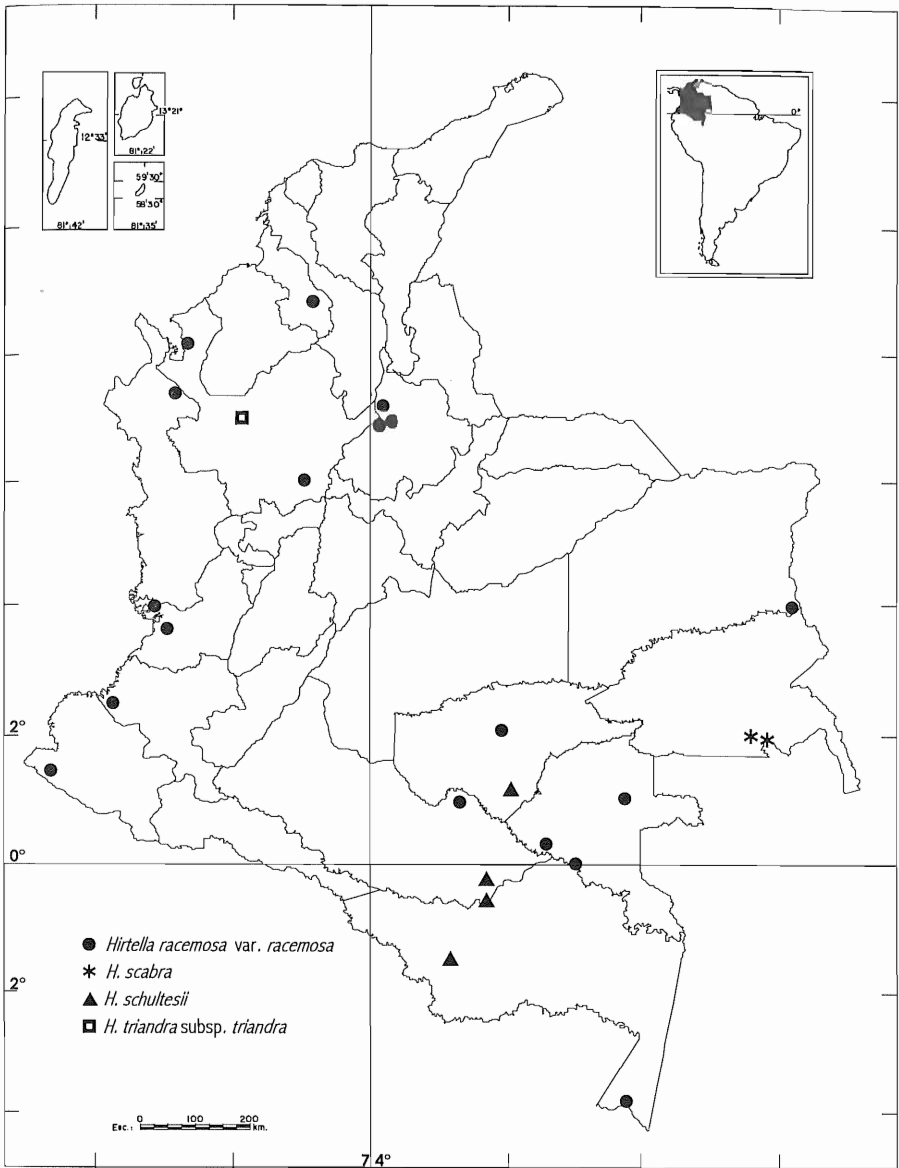 13°21'
12°33'
81°22'
59'30"
58'30"
81°42'
81°35'
0°
2°
0°
● Hirtella racemosa var. racemosa
* H. scabra
▲ H. schultesii
2°
H. triandra subsp. triandra
0 100 200
Esc.: km.
74°